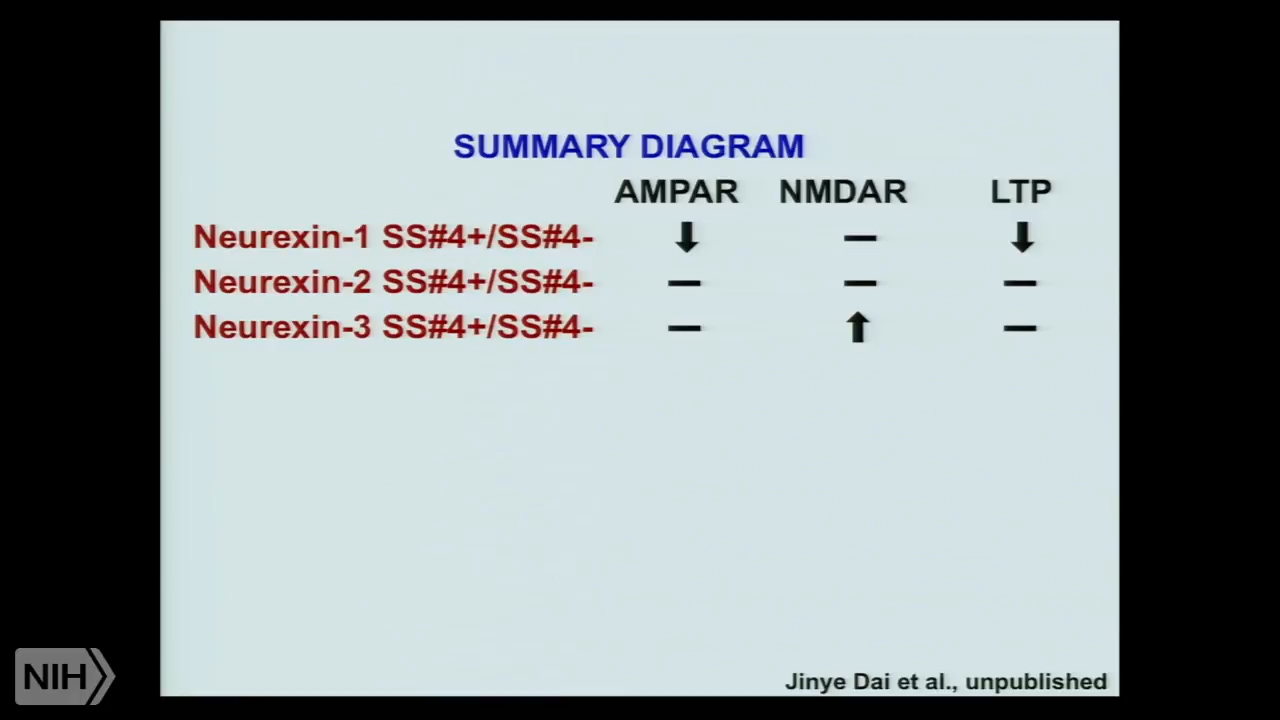 SUMMARY DIAGRAM
AMPAR NMDAR LTP
Neurexin-1 SS#4+/SS#4- ⬇ – ⬇
Neurexin-2 SS#4+/SS#4- – – –
Neurexin-3 SS#4+/SS#4- – ⬆ –
Jinye Dai et al., unpublished
NIH